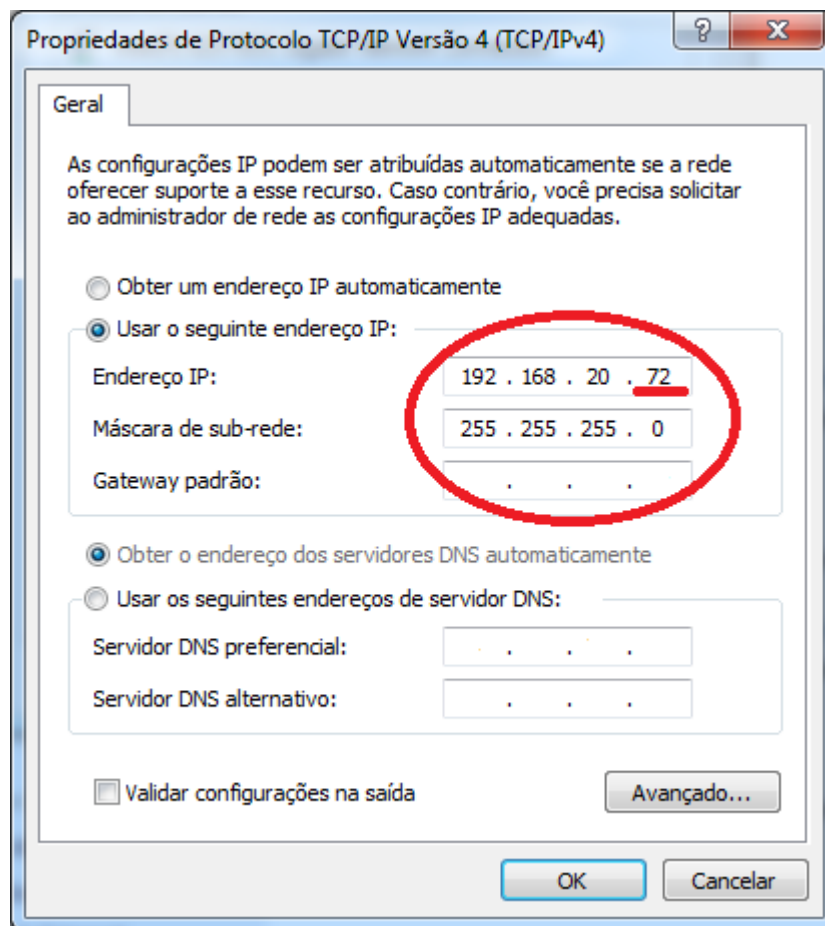 Propriedades de Protocolo TCP/IP Versão 4 (TCP/IPv4)
Geral
As configurações IP podem ser atribuídas automaticamente se a rede
oferecer suporte a esse recurso. Caso contrário, você precisa solicitar
ao administrador de rede as configurações IP adequadas.
Obter um endereço IP automaticamente
Usar o seguinte endereço IP:
Endereço IP: 192 . 168 . 20 . 72
Máscara de sub-rede: 255 . 255 . 255 . 0
Gateway padrão: . . .
Obter o endereço dos servidores DNS automaticamente
Usar os seguintes endereços de servidor DNS:
Servidor DNS preferencial: . . .
Servidor DNS alternativo: . . .
Validar configurações na saída Avançado...
OK Cancelar